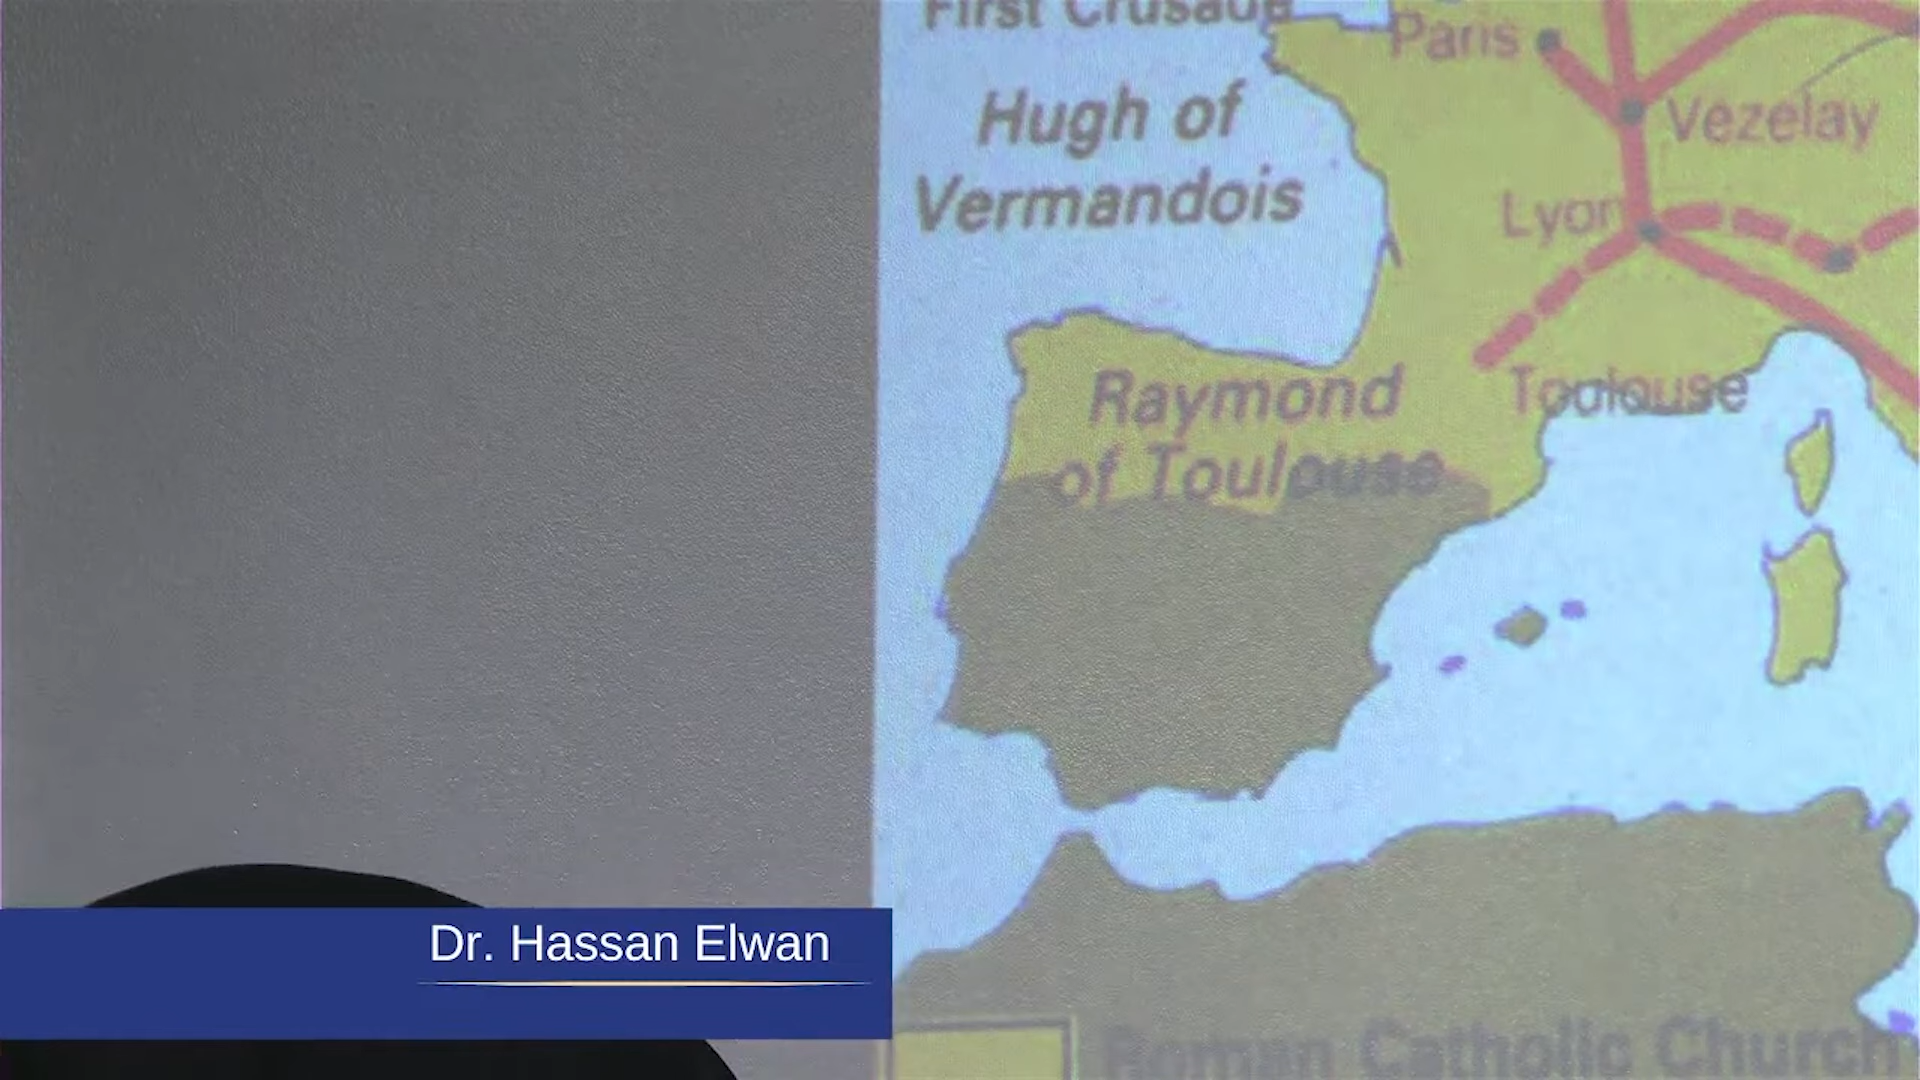 First Crusade
Paris
Hugh of
Vermandois
Vezelay
Lyon
Raymond
of Toulouse
Toulouse
Roman Catholic Church
Dr. Hassan Elwan